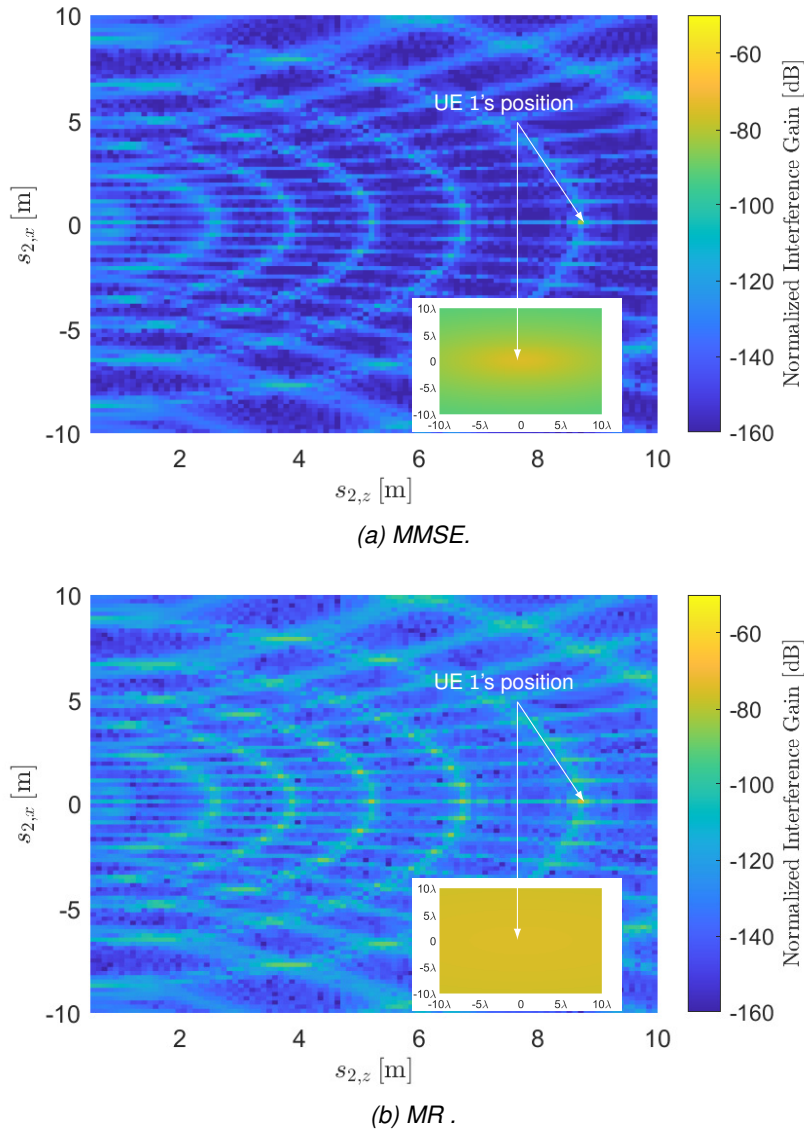 10
5
0
-5
-10
s2,x [m]
2
4
6
8
10
s2,z [m]
UE 1's position
10λ
5λ
0
-5λ
-10λ
-10λ
-5λ
0
5λ
10λ
-60
-80
-100
-120
-140
-160
Normalized Interference Gain [dB]
(a) MMSE.
10
5
0
-5
-10
s2,x [m]
2
4
6
8
10
s2,z [m]
UE 1's position
10λ
5λ
0
-5λ
-10λ
-10λ
-5λ
0
5λ
10λ
-60
-80
-100
-120
-140
-160
Normalized Interference Gain [dB]
(b) MR .